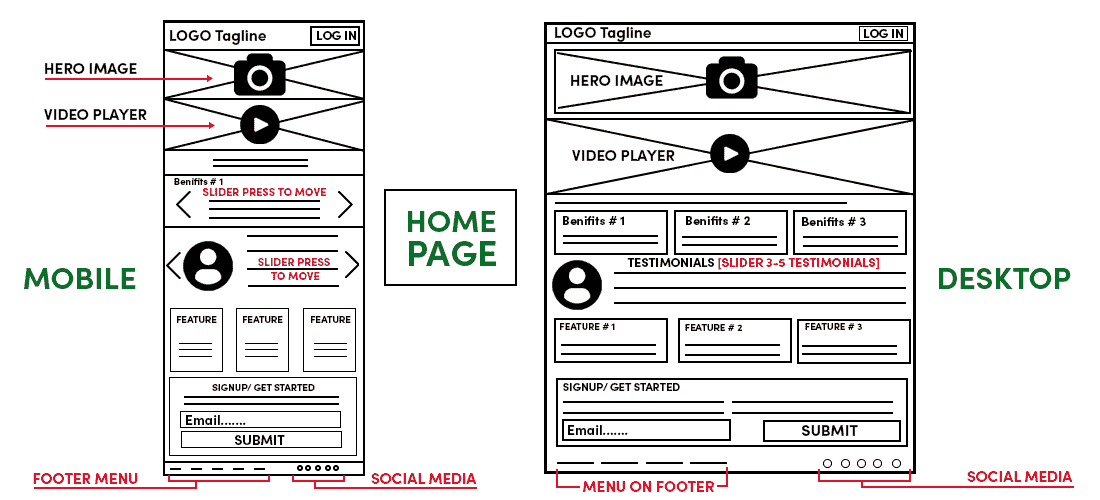 LOGO Tagline
LOG IN
HERO IMAGE
VIDEO PLAYER
Benifits # 1
SLIDER PRESS TO MOVE
SLIDER PRESS
TO MOVE
MOBILE
FEATURE
FEATURE
FEATURE
SIGNUP/ GET STARTED
Email.......
SUBMIT
FOOTER MENU
SOCIAL MEDIA
HOME
PAGE
LOGO Tagline
LOG IN
HERO IMAGE
VIDEO PLAYER
Benifits # 1
Benifits # 2
Benifits # 3
TESTIMONIALS [SLIDER 3-5 TESTIMONIALS]
DESKTOP
FEATURE # 1
FEATURE # 2
FEATURE # 3
SIGNUP/ GET STARTED
Email.......
SUBMIT
MENU ON FOOTER
SOCIAL MEDIA